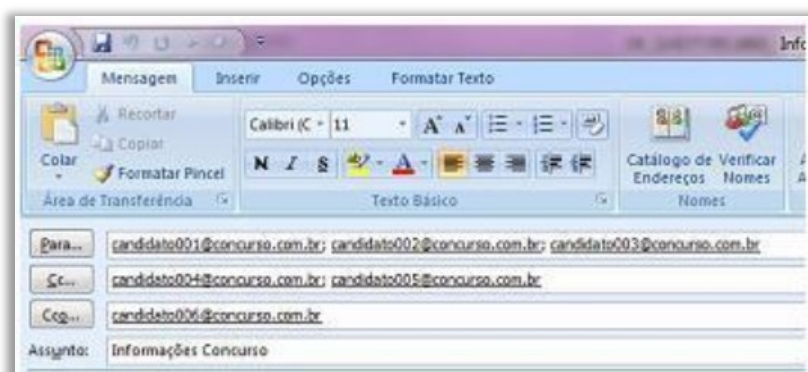 Info
Mensagem Inserir Opções Formatar Texto
Colar
Recortar
Copiar
Formatar Pincel
Área de Transferência
Calibri (C 11
N I S
Texto Básico
Catálogo de Endereços
Verificar Nomes
Nomes
Para... candidato001@concurso.com.br; candidato002@concurso.com.br; candidato003@concurso.com.br
Cc... candidato004@concurso.com.br; candidato005@concurso.com.br
Cco... candidato006@concurso.com.br
Assunto: Informações Concurso